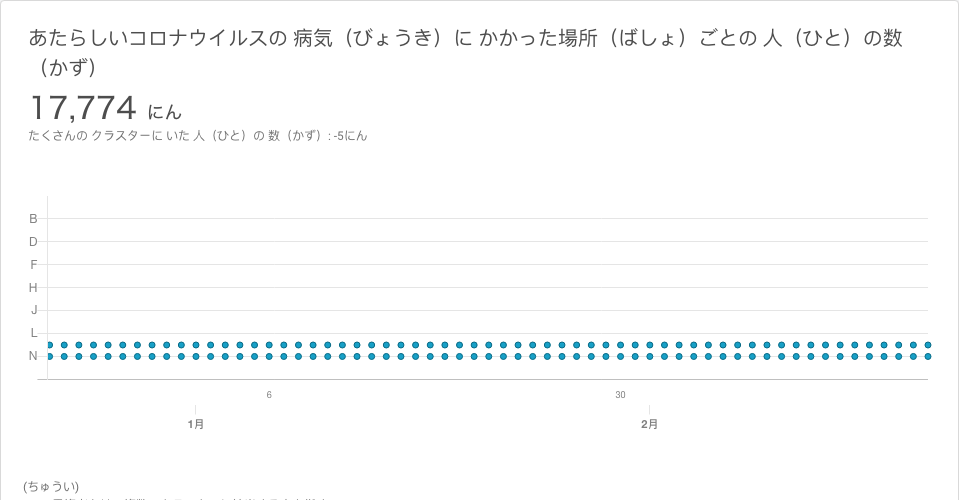 あたらしいコロナウイルスの 病気（びょうき）に かかった場所（ばしょ）ごとの 人（ひと）の数
（かず）
17,774 にん
たくさんの クラスターに いた 人（ひと）の 数（かず）: -5にん
B
D
F
H
J
L
N
6
30
1月
2月
(ちゅうい)